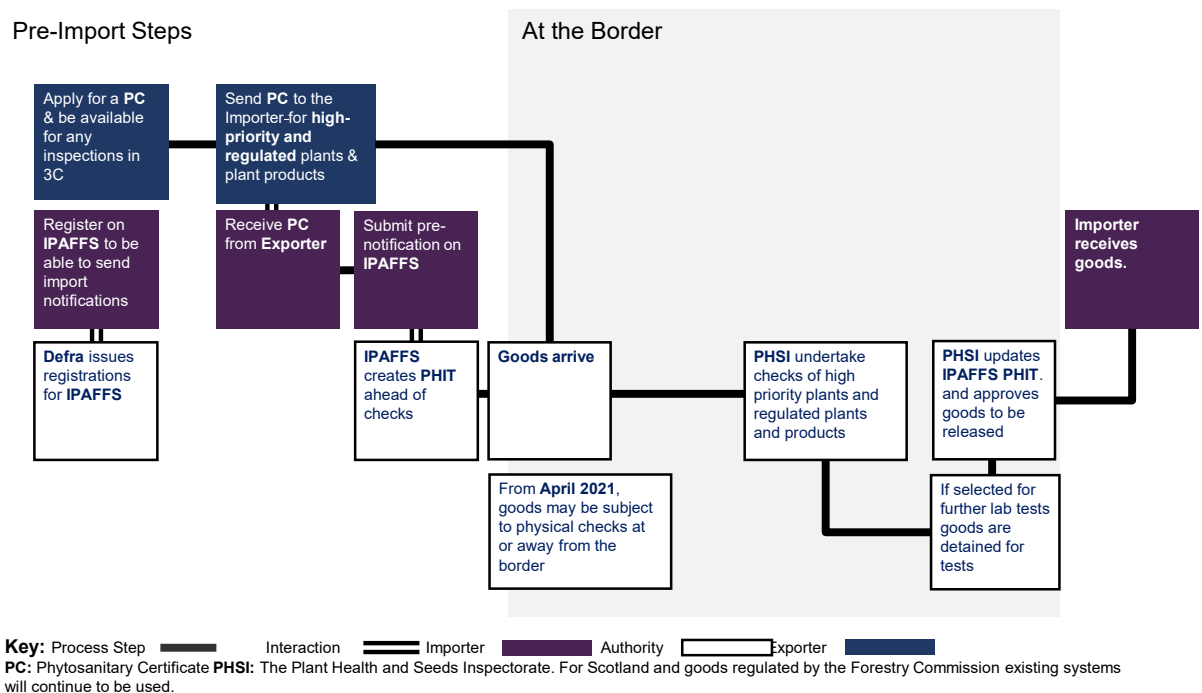 Pre-Import Steps
At the Border
Apply for a PC
& be available
for any
inspections in
3C
Send PC to the
Importer-for high-
priority and
regulated plants &
plant products
Register on
IPAFFS to be
able to send
import
notifications
Receive PC
from Exporter
Submit pre-
notification on
IPAFFS
Importer
receives
goods.
Defra issues
registrations
for IPAFFS
IPAFFS
creates PHIT
ahead of
checks
Goods arrive
PHSI undertake
checks of high
priority plants and
regulated plants
and products
PHSI updates
IPAFFS PHIT.
and approves
goods to be
released
From April 2021,
goods may be subject
to physical checks at
or away from the
border
If selected for
further lab tests
goods are
detained for
tests
Key: Process Step Interaction Importer Authority Exporter
PC: Phytosanitary Certificate PHSI: The Plant Health and Seeds Inspectorate. For Scotland and goods regulated by the Forestry Commission existing systems
will continue to be used.